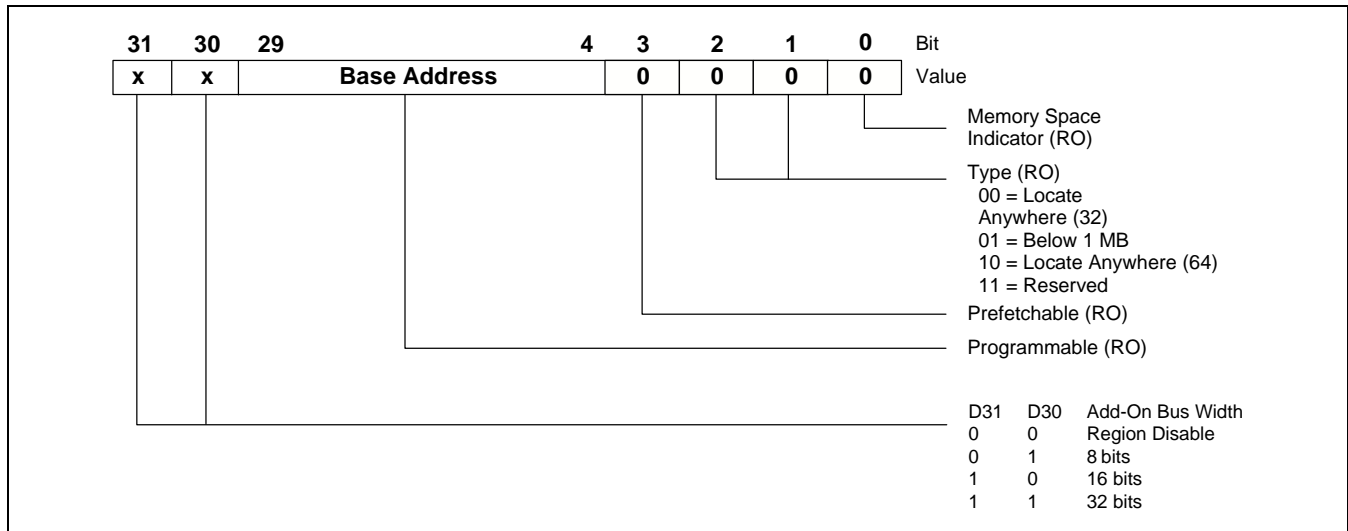 31 30 29 4 3 2 1 0 Bit
x x Base Address 0 0 0 0 Value
Memory Space
Indicator (RO)
Type (RO)
00 = Locate
Anywhere (32)
01 = Below 1 MB
10 = Locate Anywhere (64)
11 = Reserved
Prefetchable (RO)
Programmable (RO)
D31 D30 Add-On Bus Width
0 0 Region Disable
0 1 8 bits
1 0 16 bits
1 1 32 bits